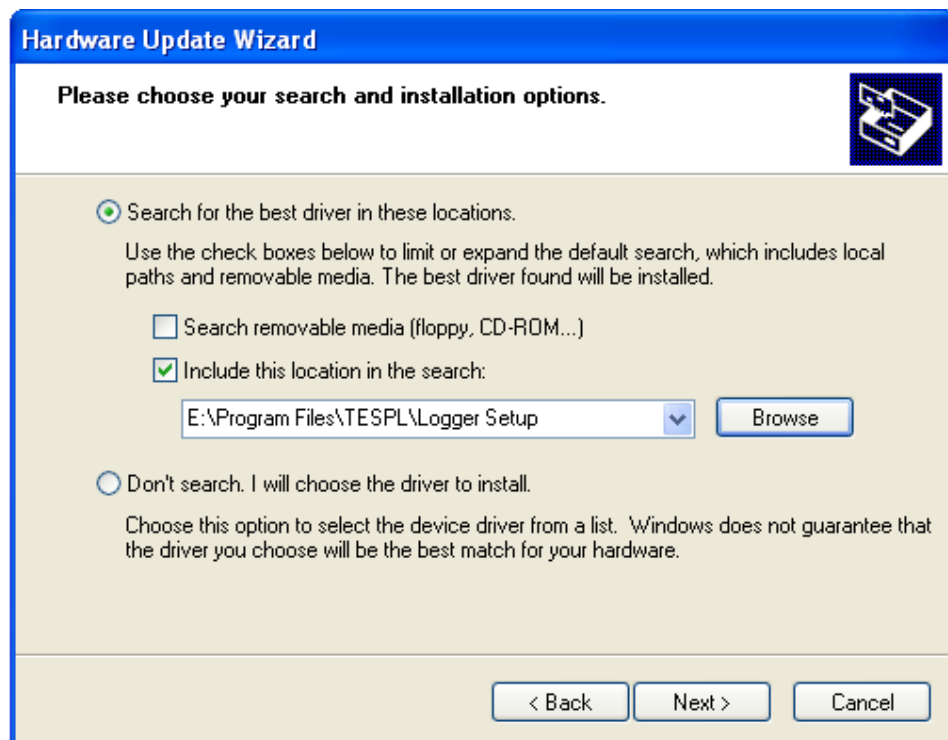 Hardware Update Wizard
Please choose your search and installation options.
Search for the best driver in these locations.
Use the check boxes below to limit or expand the default search, which includes local
paths and removable media. The best driver found will be installed.
Search removable media (floppy, CD-ROM...)
Include this location in the search:
E:\Program Files\TESPL\Logger Setup
Browse
Don't search. I will choose the driver to install.
Choose this option to select the device driver from a list. Windows does not guarantee that
the driver you choose will be the best match for your hardware.
< Back
Next >
Cancel